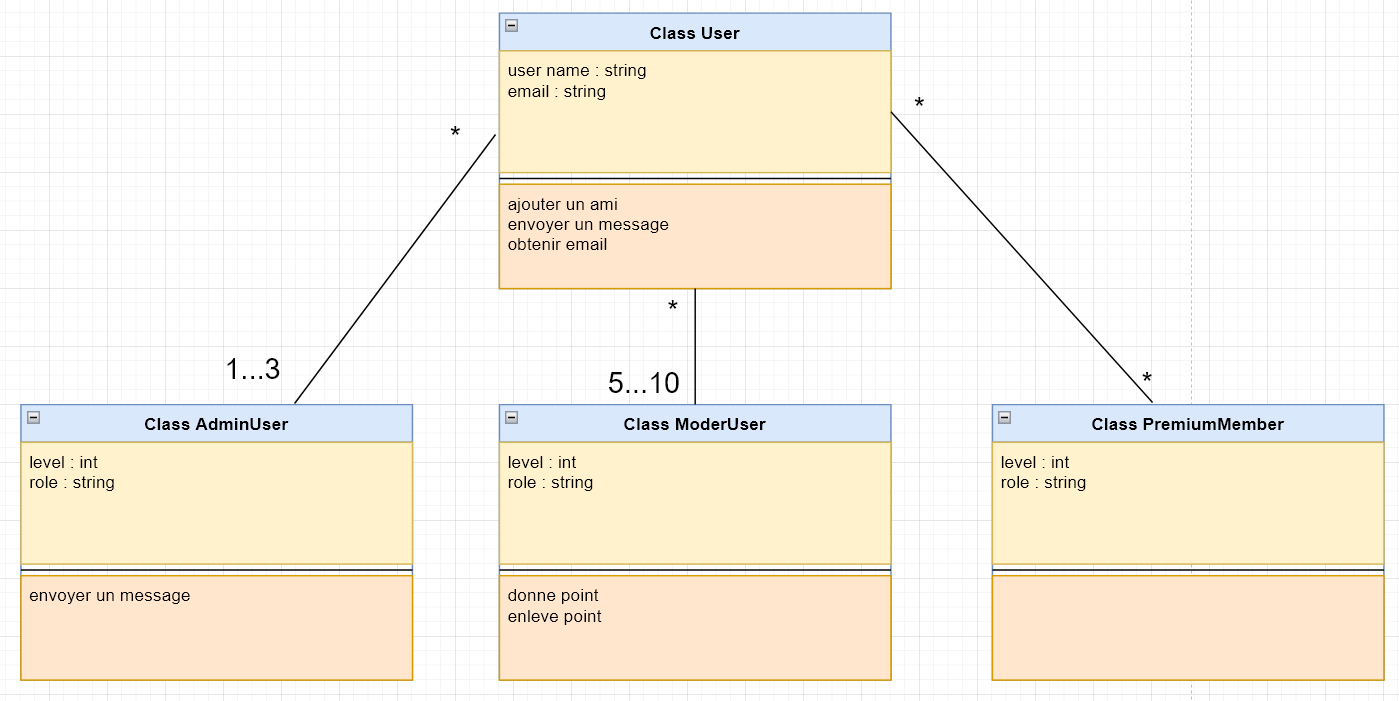 Class User
user name : string
email : string
*
*
ajouter un ami
envoyer un message
obtenir email
*
1...3
5...10
*
Class AdminUser
level : int
role : string
envoyer un message
Class ModerUser
level : int
role : string
donne point
enleve point
Class PremiumMember
level : int
role : string